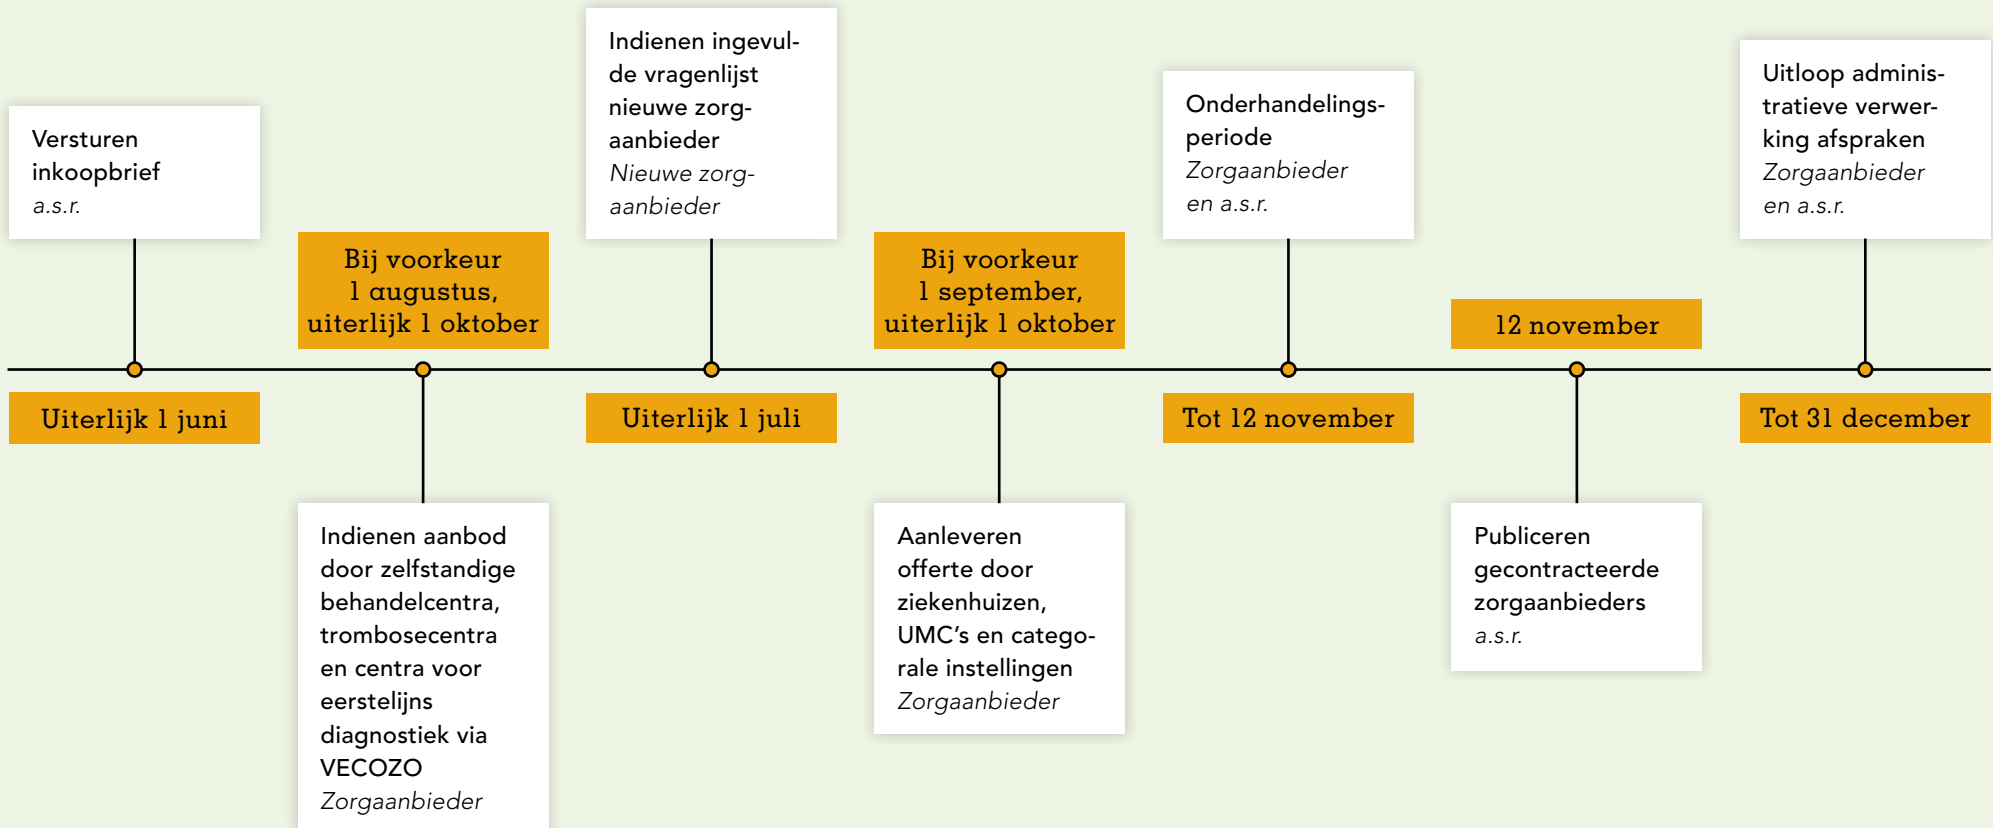 Versturen
inkoopbrief
a.s.r.
Uiterlijk 1 juni
Bij voorkeur
1 augustus,
uiterlijk 1 oktober
Indienen aanbod
door zelfstandige
behandelcentra,
trombosecentra
en centra voor
eerstelijns
diagnostiek via
VECOZO
Zorgaanbieder
Indienen ingevul-
de vragenlijst
nieuwe zorg-
aanbieder
Nieuwe zorg-
aanbieder
Uiterlijk 1 juli
Bij voorkeur
1 september,
uiterlijk 1 oktober
Aanleveren
offerte door
ziekenhuizen,
UMC's en catego-
rale instellingen
Zorgaanbieder
Onderhandelings-
periode
Zorgaanbieder
en a.s.r.
Tot 12 november
12 november
Publiceren
gecontracteerde
zorgaanbieders
a.s.r.
Uitloop adminis-
tratieve verwer-
king afspraken
Zorgaanbieder
en a.s.r.
Tot 31 december